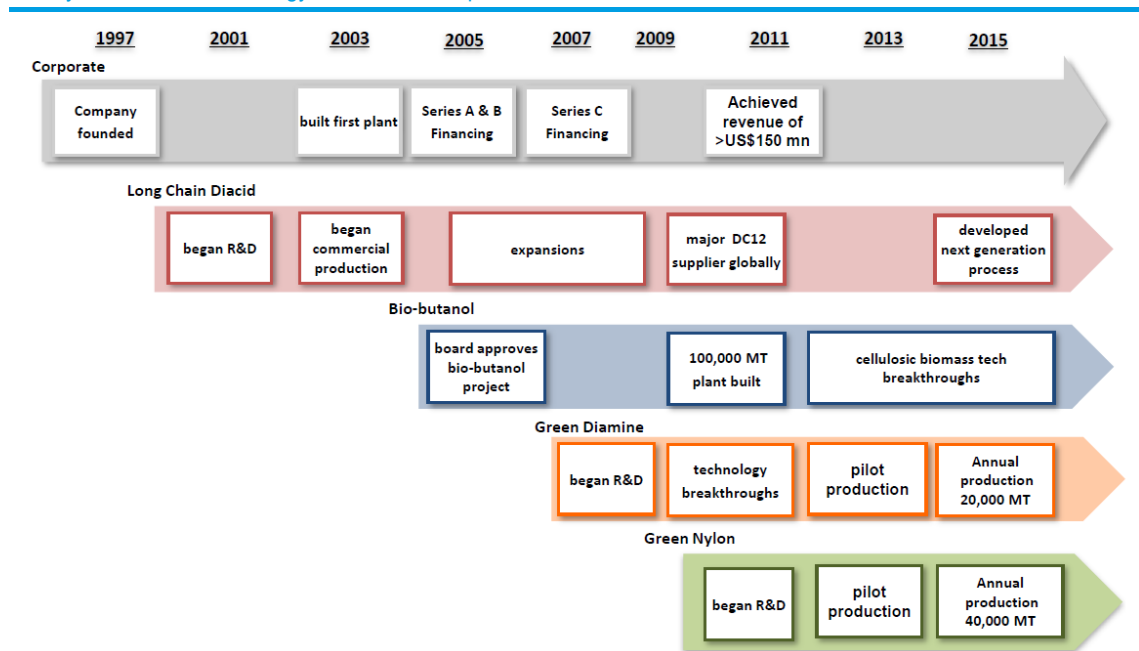 1997 2001 2003 2005 2007 2009 2011 2013 2015
Corporate
Company
founded
built first plant
Series A & B
Financing
Series C
Financing
Achieved
revenue of
>US$150 mn
Long Chain Diacid
began R&D
began
commercial
production
expansions
major DC12
supplier globally
developed
next generation
process
Bio-butanol
board approves
bio-butanol
project
100,000 MT
plant built
cellulosic biomass tech
breakthroughs
Green Diamine
began R&D
technology
breakthroughs
pilot
production
Annual
production
20,000 MT
Green Nylon
began R&D
pilot
production
Annual
production
40,000 MT